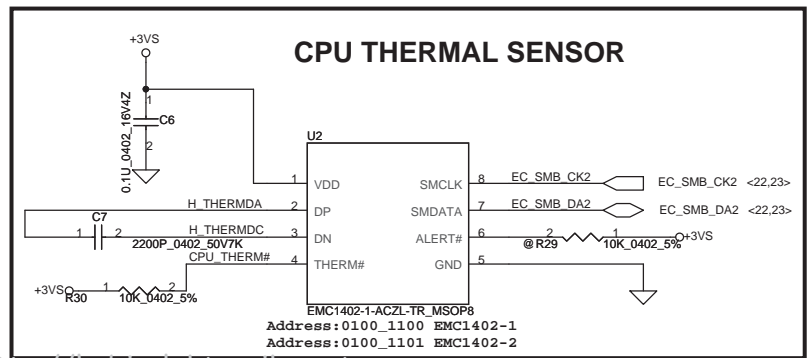 +3VS
CPU THERMAL SENSOR
1
C6
2
0.1U_0402_16V4Z
U2
1 VDD SMCLK 8 EC_SMB_CK2 EC_SMB_CK2 <22,23>
H_THERMDA 2 DP SMDATA 7 EC_SMB_DA2 EC_SMB_DA2 <22,23>
C7
1 2 H_THERMDC 3 DN ALERT# 6 2 1 +3VS
2200P_0402_50V7K @R29 10K_0402_5%
CPU_THERM# 4 THERM# GND 5
+3VS 1 2
R30 10K_0402_5%
EMC1402-1-ACZL-TR_MSOP8
Address:0100_1100 EMC1402-1
Address:0100_1101 EMC1402-2